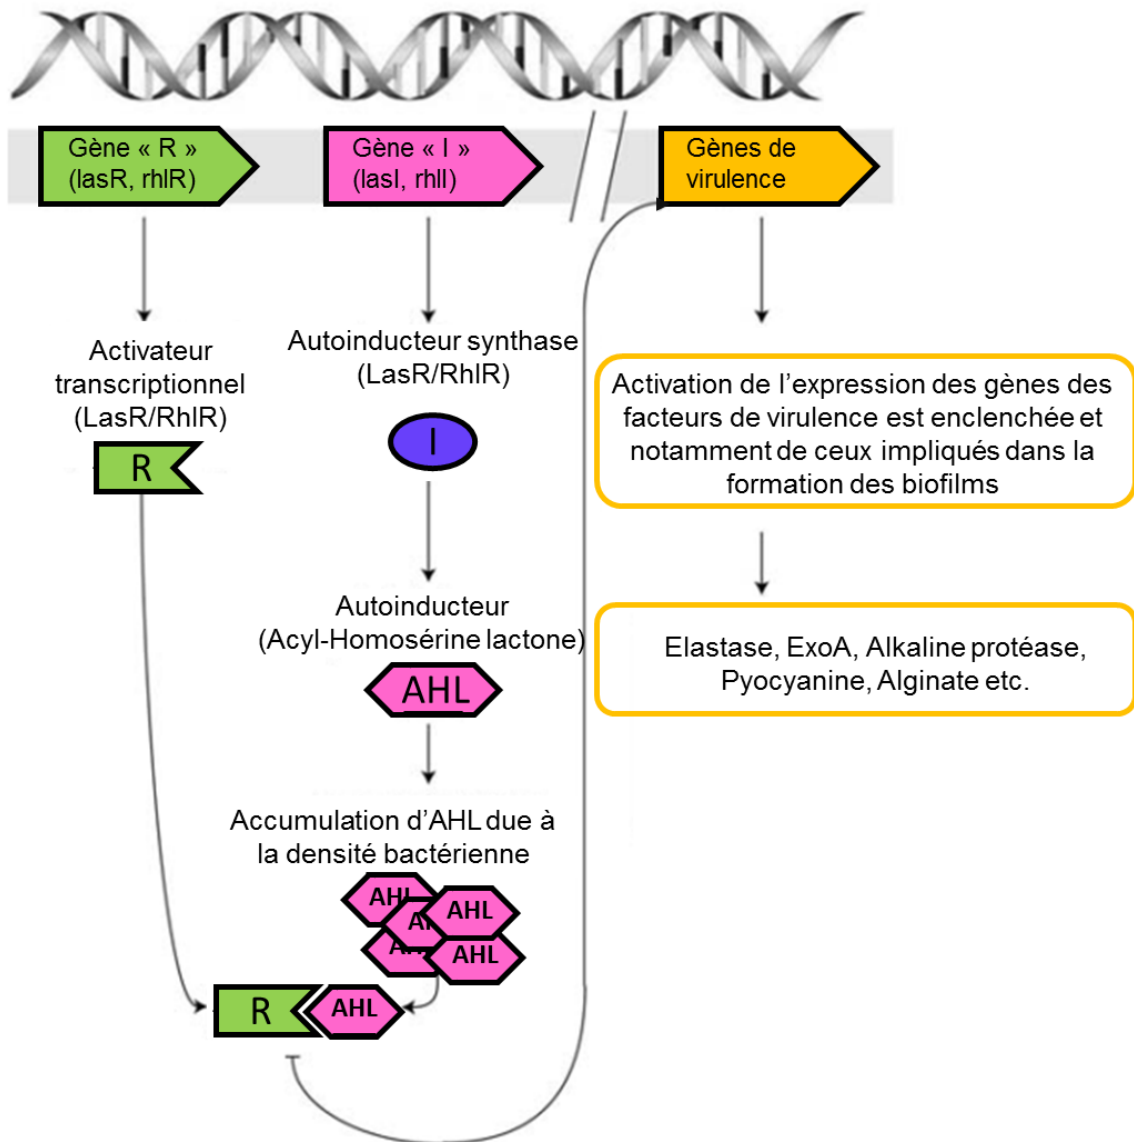 Gène « R »
(lasR, rhlR)
Gène « I »
(lasI, rhlI)
Gènes de
virulence
Activateur
transcriptionnel
(LasR/RhlR)
R
Autoinducteur synthase
(LasR/RhlR)
I
Autoinducteur
(Acyl-Homosérine lactone)
AHL
Accumulation d’AHL due à
la densité bactérienne
AHL
AHL
AHL
AHL
AHL
R
AHL
Activation de l’expression des gènes des
facteurs de virulence est enclenchée et
notamment de ceux impliqués dans la
formation des biofilms
Elastase, ExoA, Alkaline protéase,
Pyocyanine, Alginate etc.